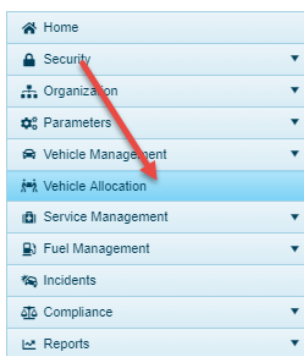 Home
Security
Organization
Parameters
Vehicle Management
Vehicle Allocation
Service Management
Fuel Management
Incidents
Compliance
Reports